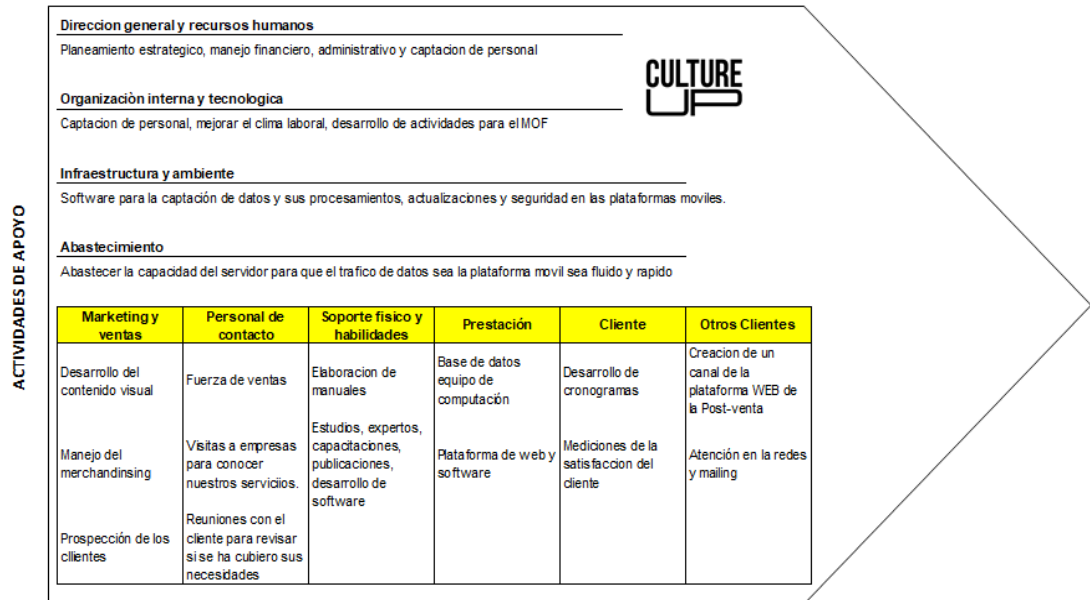 Direccion general y recursos humanos
Planeamiento estrategico, manejo financiero, administrativo y captacion de personal
CULTURE
UP
Organizaciòn interna y tecnologica
Captacion de personal, mejorar el clima laboral, desarrollo de actividades para el MOF
Infraestructura y ambiente
Software para la captación de datos y sus procesamientos, actualizaciones y seguridad en las plataformas moviles.
Abastecimiento
Abastecer la capacidad del servidor para que el trafico de datos sea la plataforma movil sea fluido y rapido
ACTIVIDADES DE APOYO
Marketing y
ventas
Personal de
contacto
Soporte fisico y
habilidades
Prestación
Cliente
Otros Clientes
Desarrollo del
contenido visual
Fuerza de ventas
Elaboracion de
manuales
Base de datos
equipo de
computación
Desarrollo de
cronogramas
Creacion de un
canal de la
plataforma WEB de
la Post-venta
Manejo del
merchandinsing
Visitas a empresas
para conocer
nuestros serviciios.
Estudios, expertos,
capacitaciones,
publicaciones,
desarrollo de
software
Plataforma de web y
software
Mediciones de la
satisfaccion del
cliente
Atención en la redes
y mailing
Prospección de los
cllientes
Reuniones con el
cliente para revisar
si se ha cubiero sus
necesidades